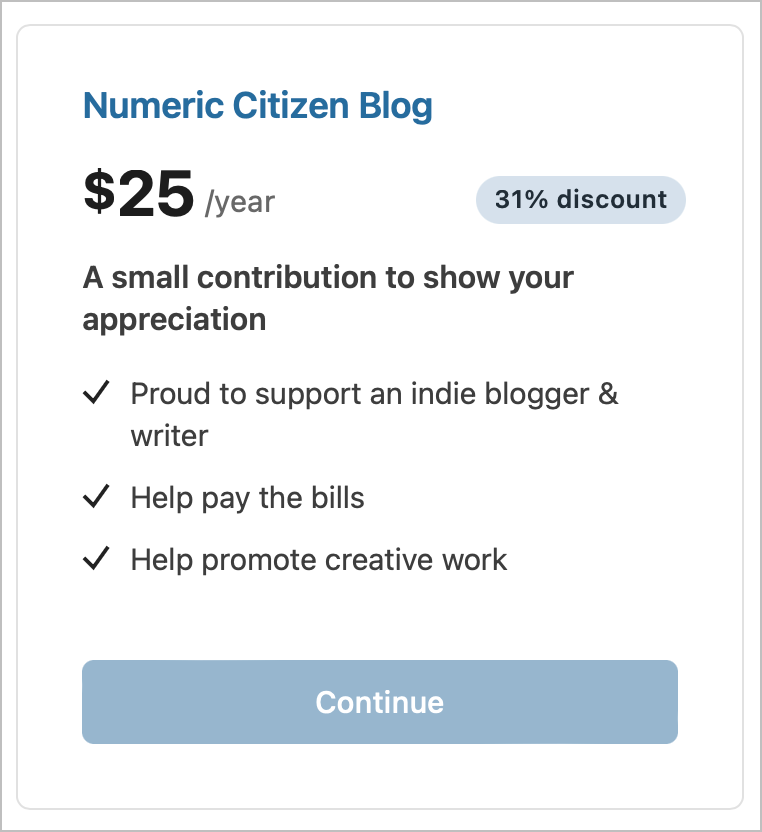 Numeric Citizen Blog
$25 /year
31% discount
A small contribution to show your
appreciation
Proud to support an indie blogger &
writer
Help pay the bills
Help promote creative work
Continue